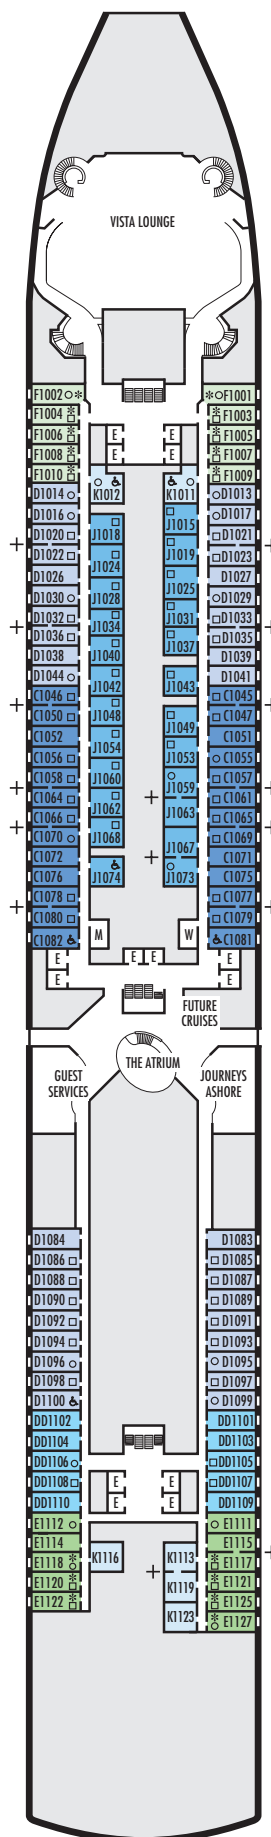 VISTA LOUNGE
F1002 F1001
F1004 F1003
F1006 E E F1005
F1008 E E F1007
F1010 F1009
D1014 K1012 K1011 D1013
D1016 J1015 D1017
D1020 J1018 D1021
D1022 J1019 D1023
D1026 J1024 J1025 D1027
D1030 J1028 D1029
D1032 J1034 J1031 D1033
D1036 J1037 D1035
D1038 J1040 D1039
D1044 J1042 J1043 D1041
C1046 C1045
C1050 J1048 C1047
C1052 J1054 J1049 C1051
C1056 J1053 C1055
C1058 J1060 J1059 C1057
C1064 J1062 J1063 C1061
C1066 C1065
C1070 J1068 C1069
C1072 J1067 C1071
C1076 J1074 J1073 C1075
C1078 C1077
C1080 C1079
C1082 M W C1081
E E E E
E E
FUTURE
CRUISES
THE ATRIUM
GUEST
SERVICES
JOURNEYS
ASHORE
D1084 D1083
D1086 D1085
D1088 D1087
D1090 D1089
D1092 D1091
D1094 D1093
D1096 D1095
D1098 D1097
D1100 D1099
DD1102 DD1101
DD1104 DD1103
DD1106 DD1105
DD1108 E E DD1107
DD1110 E E DD1109
E1112 E1111
E1114 E1115
E1118 K1116 K1113 E1117
E1120 K1119 E1121
E1122 E1125
K1123 E1127